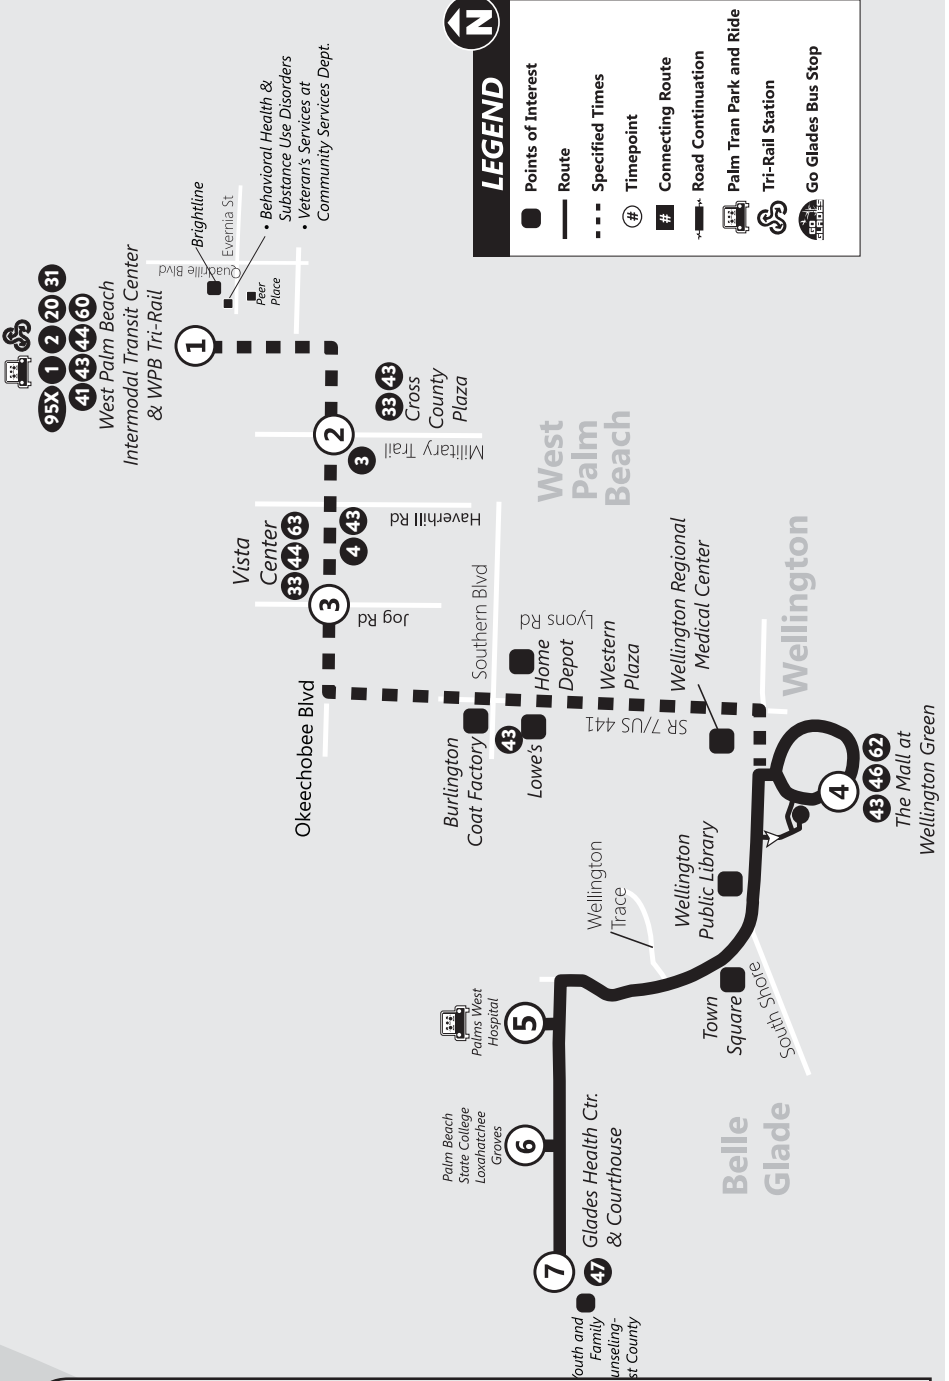 N
LEGEND
Points of Interest
Route
Specified Times
# Timepoint
# Connecting Route
Road Continuation
Palm Tran Park and Ride
Tri-Rail Station
GO GLADES
Go Glades Bus Stop
95X 1 2 20 31
41 43 44 60
West Palm Beach
Intermodal Transit Center
& WPB Tri-Rail
1
Brightline
Evernia St
Quadrille Blvd
Peer
Place
• Behavioral Health &
Substance Use Disorders
• Veteran's Services at
Community Services Dept.
2
3
Military Trail
33 43
Cross
County
Plaza
Haverhill Rd
4 43
Vista
Center
33 44 63
3
Jog Rd
West
Palm
Beach
Okeechobee Blvd
Southern Blvd
Lyons Rd
Home
Depot
Western
Plaza
Burlington
Coat Factory
43
Lowe's
SR 7/US 441
Wellington Regional
Medical Center
Wellington
4
43 46 62
The Mall at
Wellington Green
Wellington
Public Library
Wellington
Trace
Town
Square
South Shore
5
Palms West
Hospital
6
Palm Beach
State College
Loxahatchee
Groves
Belle
Glade
7
47
Glades Health Ctr.
& Courthouse
outh and
Family
unseling-
st County